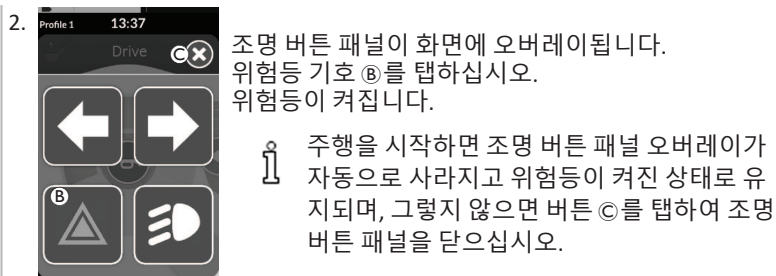 2.
Profile 1 13:37
Drive
Ⓒ
Ⓑ
조명 버튼 패널이 화면에 오버레이됩니다.
위험등 기호 Ⓑ를 탭하십시오.
위험등이 켜집니다.
주행을 시작하면 조명 버튼 패널 오버레이가
자동으로 사라지고 위험등이 켜진 상태로 유
지되며, 그렇지 않으면 버튼 Ⓒ를 탭하여 조명
버튼 패널을 닫으십시오.